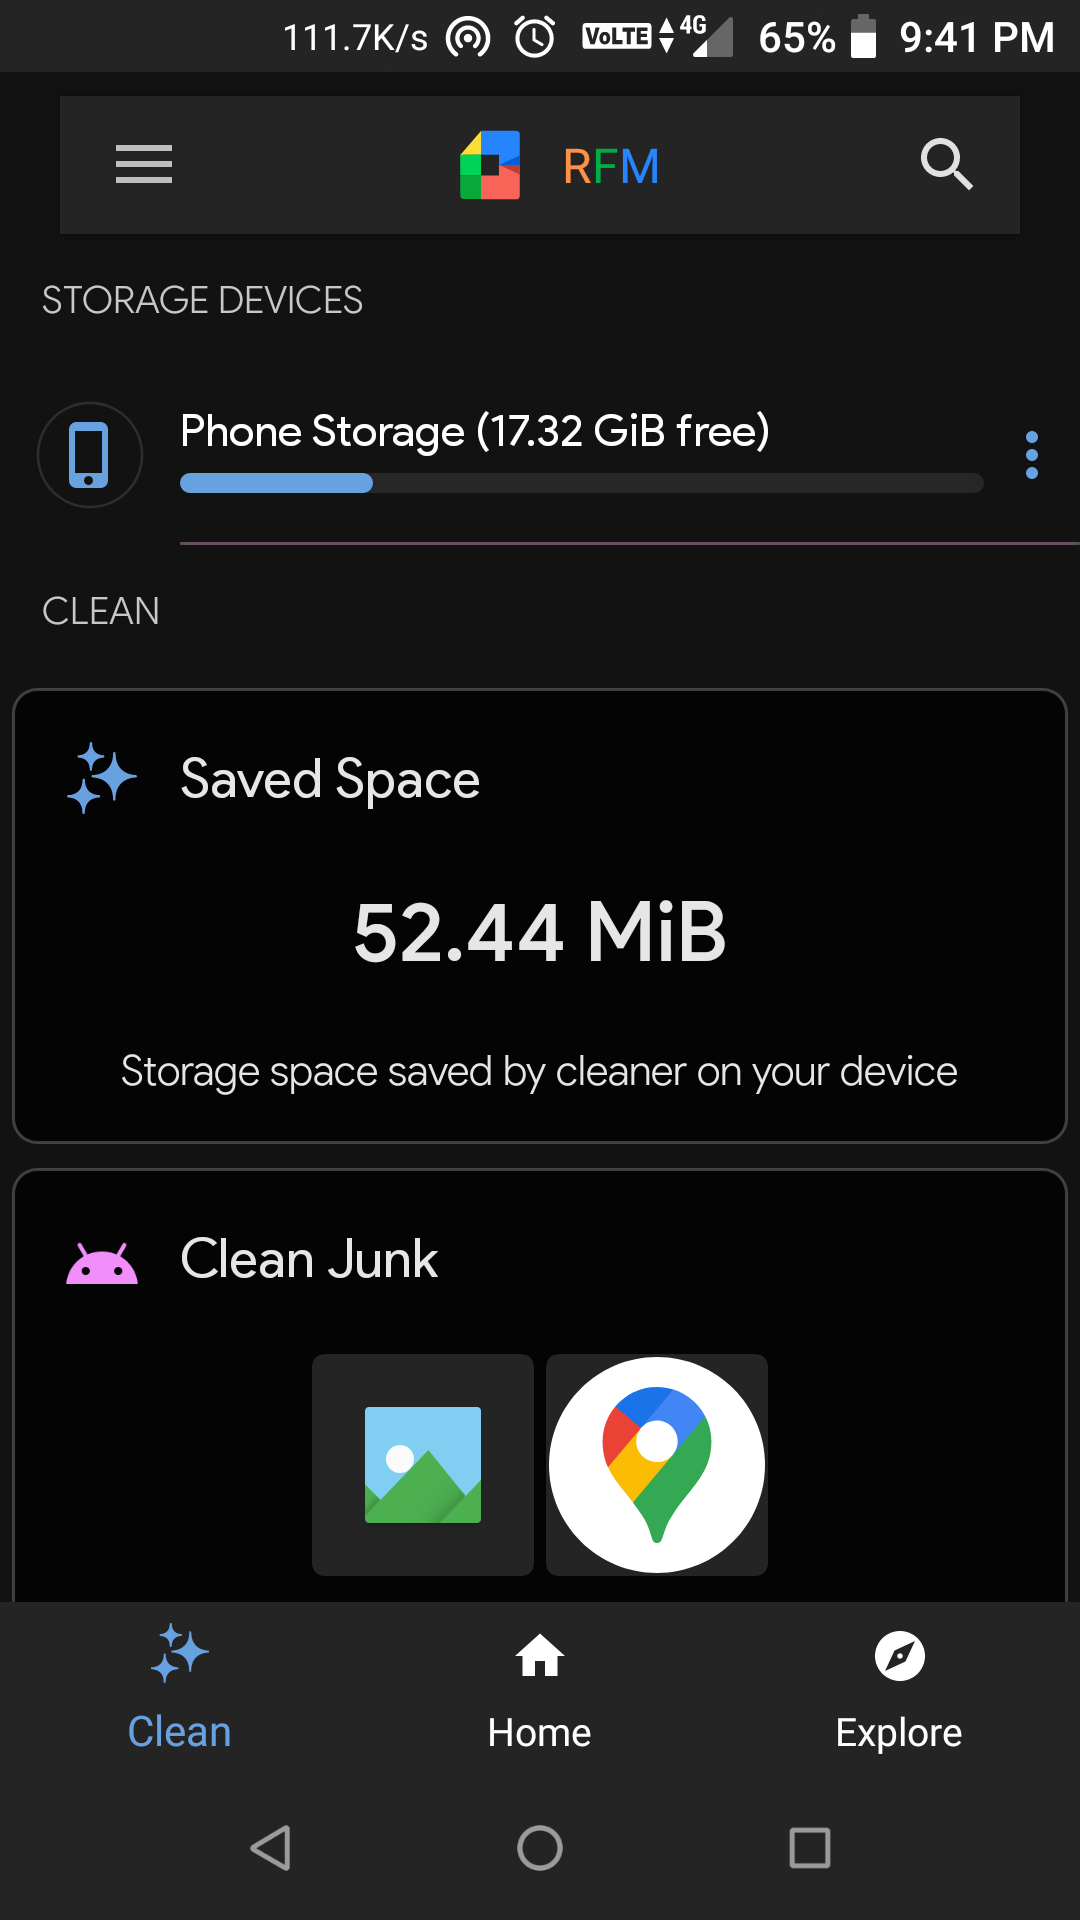 111.7K/s VoLTE 4G 65% 9:41 PM
RFM
STORAGE DEVICES
Phone Storage (17.32 GiB free)
CLEAN
Saved Space
52.44 MiB
Storage space saved by cleaner on your device
Clean Junk
Clean Home Explore